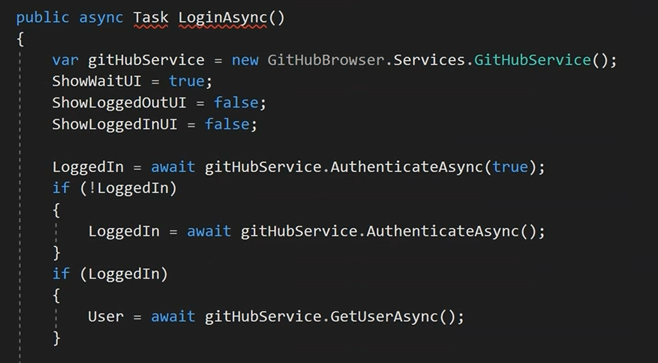 public async Task LoginAsync()
{
var gitHubService = new GitHubBrowser.Services.GitHubService();
ShowWaitUI = true;
ShowLoggedOutUI = false;
ShowLoggedInUI = false;
LoggedIn = await gitHubService.AuthenticateAsync(true);
if (!LoggedIn)
{
LoggedIn = await gitHubService.AuthenticateAsync();
}
if (LoggedIn)
{
User = await gitHubService.GetUserAsync();
}